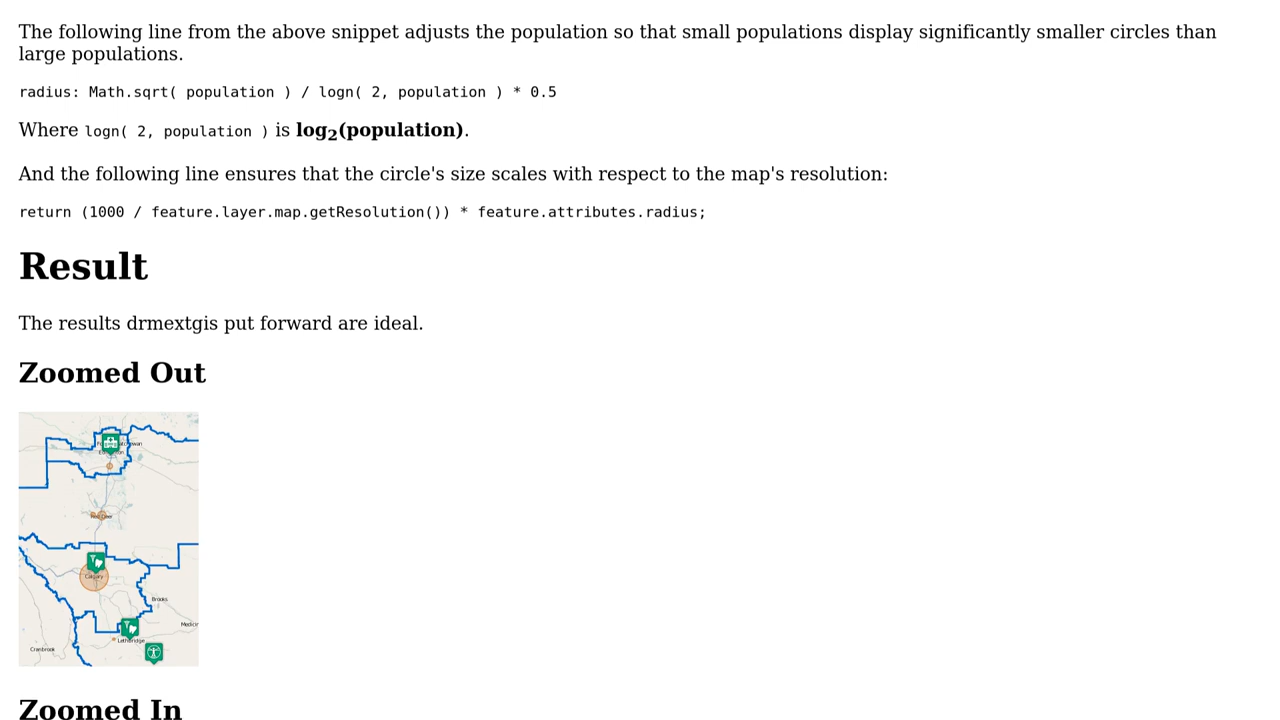 The following line from the above snippet adjusts the population so that small populations display significantly smaller circles than
large populations.
radius: Math.sqrt( population ) / logn( 2, population ) * 0.5
Where logn( 2, population ) is log2(population).
And the following line ensures that the circle's size scales with respect to the map's resolution:
return (1000 / feature.layer.map.getResolution()) * feature.attributes.radius;
Result
The results drmextgis put forward are ideal.
Zoomed Out
Calgary
Brooks
Medicin
Lethbridge
Cranbrook
Zoomed In